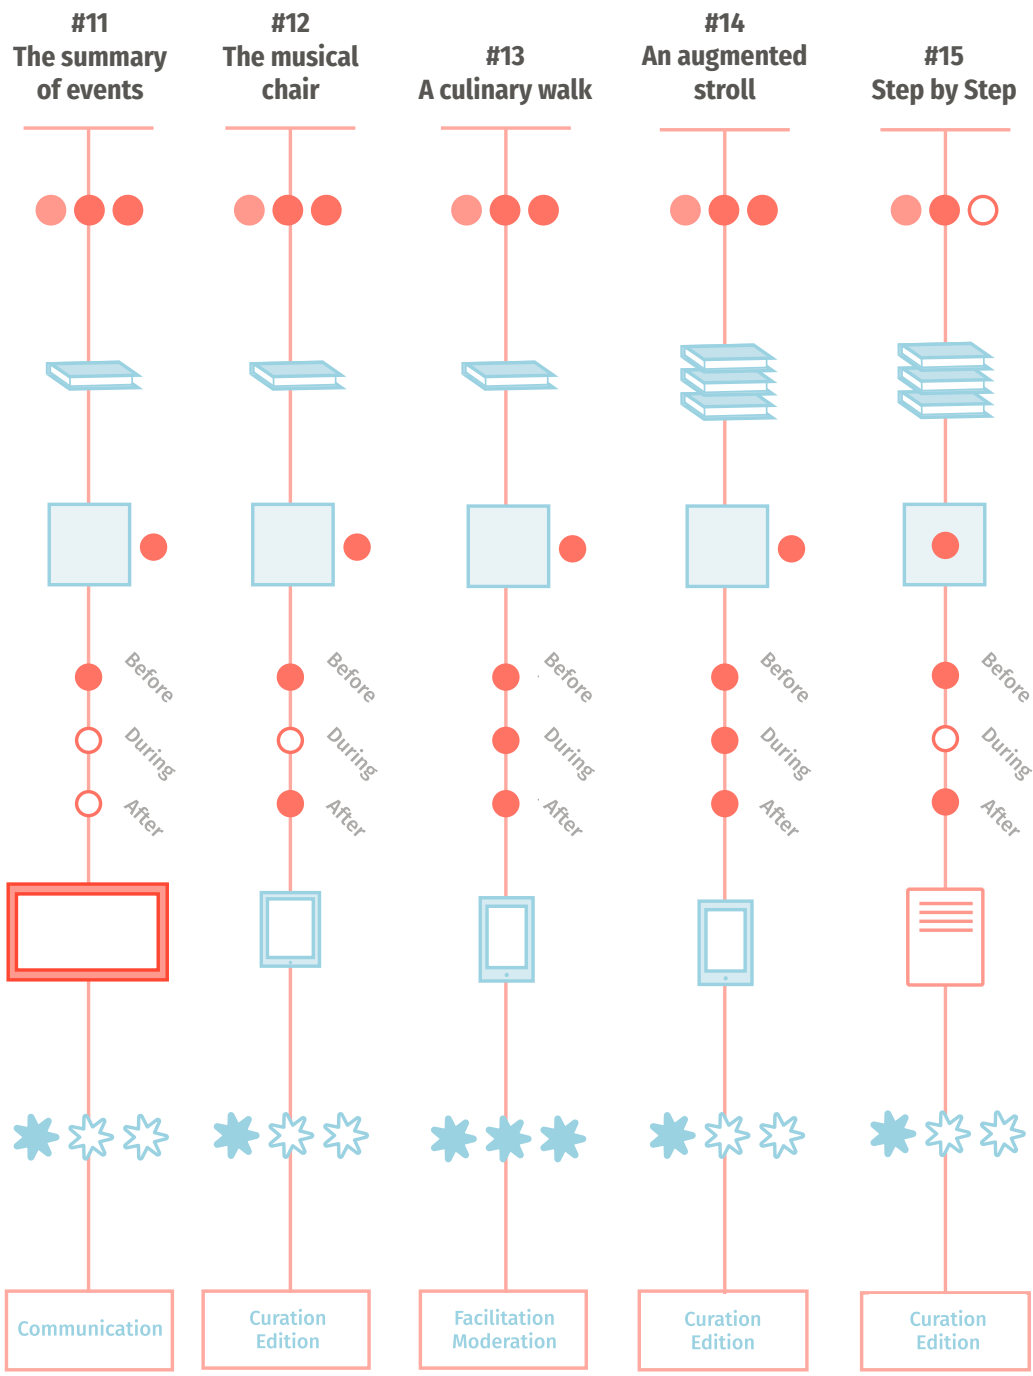 #11
The summary
of events
#12
The musical
chair
#13
A culinary walk
#14
An augmented
stroll
#15
Step by Step
Before
During
After
Before
During
After
Before
During
After
Before
During
After
Before
During
After
Communication
Curation
Edition
Facilitation
Moderation
Curation
Edition
Curation
Edition